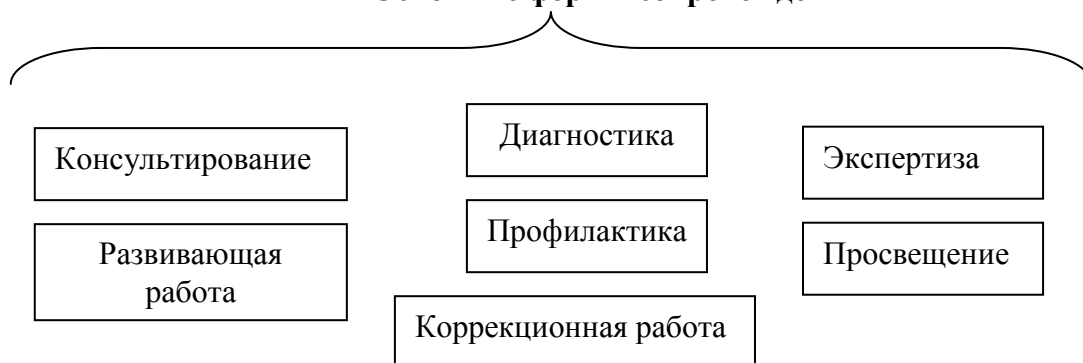 Консультирование
Диагностика
Экспертиза
Развивающая
работа
Профилактика
Просвещение
Коррекционная работа